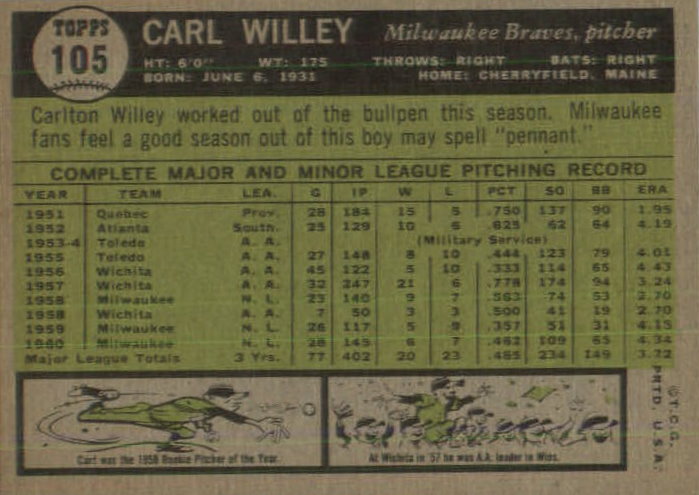 TOPPS
105
CARL WILLEY Milwaukee Braves, pitcher
HT: 6'0" WT: 175 THROWS: RIGHT BATS: RIGHT
BORN: JUNE 6, 1931 HOME: CHERRYFIELD, MAINE
Carlton Willey worked out of the bullpen this season. Milwaukee
fans feel a good season out of this boy may spell "pennant."
COMPLETE MAJOR AND MINOR LEAGUE PITCHING RECORD
YEAR TEAM LEA. G IP W L PCT SO BB ERA
1951 Quebec Prov. 28 184 15 5 .750 137 90 1.95
1952 Atlanta South. 25 129 10 6 .625 62 64 4.19
1953-4 Toledo A. A. (Military Service)
1955 Toledo A. A. 27 148 8 10 .444 123 79 4.01
1956 Wichita A. A. 45 122 5 10 .333 114 65 4.43
1957 Wichita A. A. 32 247 21 6 .778 174 94 3.24
1958 Milwaukee N. L. 23 140 9 7 .563 74 53 2.70
1958 Wichita A. A. 7 50 3 3 .500 41 19 2.70
1959 Milwaukee N. L. 26 117 5 9 .357 51 31 4.15
1960 Milwaukee N. L. 28 145 6 7 .462 109 65 4.34
Major League Totals 3 Yrs. 77 402 20 23 .465 234 149 3.72
Carl was the 1958 Rookie Pitcher of the Year.
At Wichita in '57 he was A.A. leader in Wins.
©T.C.G.
PRTD. U.S.A.